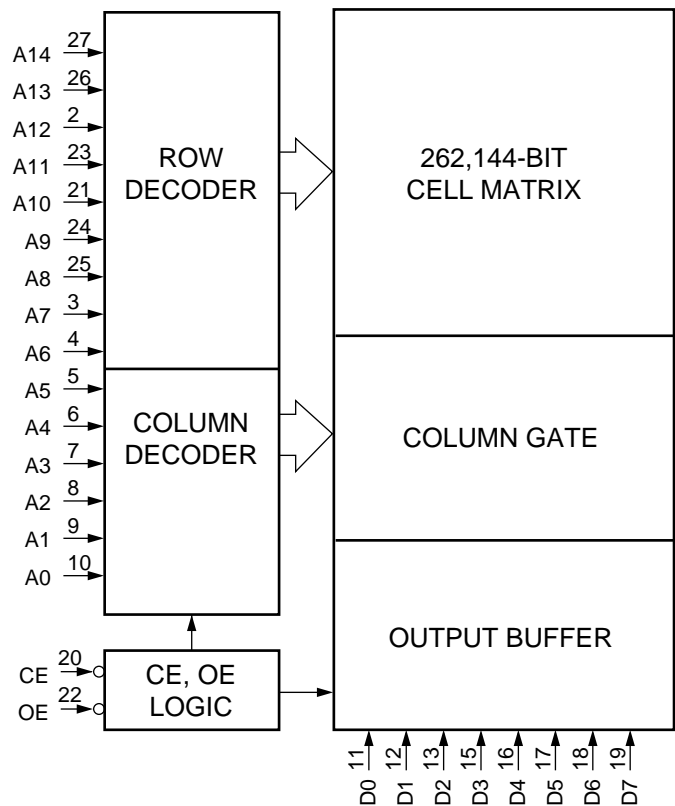 A14 27
A13 26
A12 2
A11 23
A10 21
A9 24
A8 25
A7 3
A6 4
A5 5
A4 6
A3 7
A2 8
A1 9
A0 10
ROW
DECODER
COLUMN
DECODER
262,144-BIT
CELL MATRIX
COLUMN GATE
OUTPUT BUFFER
CE 20
OE 22
CE, OE
LOGIC
11 12 13 15 16 17 18 19
D0 D1 D2 D3 D4 D5 D6 D7